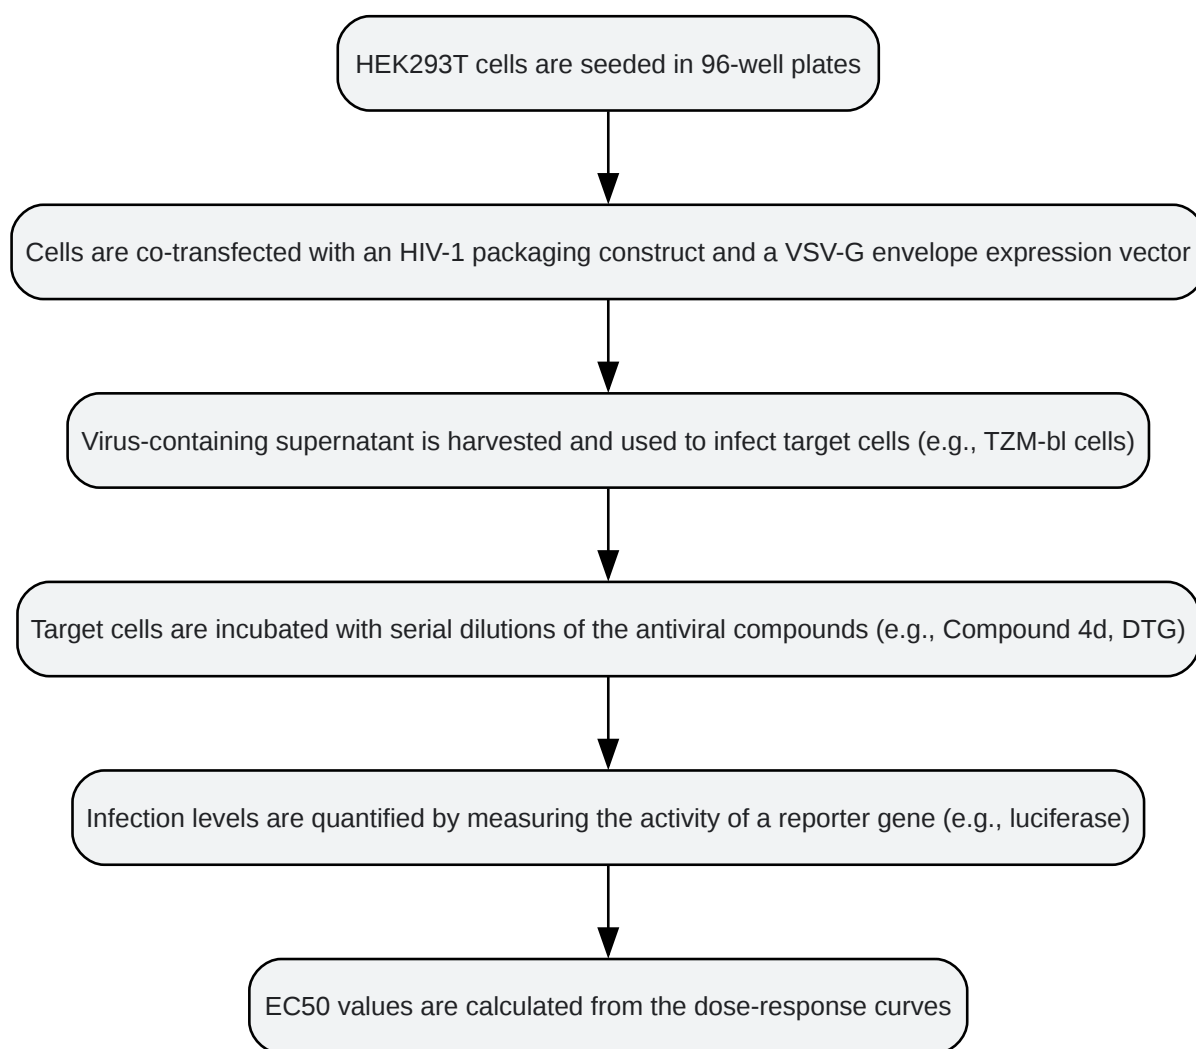 HEK293T cells are seeded in 96-well plates
Cells are co-transfected with an HIV-1 packaging construct and a VSV-G envelope expression vector
Virus-containing supernatant is harvested and used to infect target cells (e.g., TZM-bl cells)
Target cells are incubated with serial dilutions of the antiviral compounds (e.g., Compound 4d, DTG)
Infection levels are quantified by measuring the activity of a reporter gene (e.g., luciferase)
EC50 values are calculated from the dose-response curves